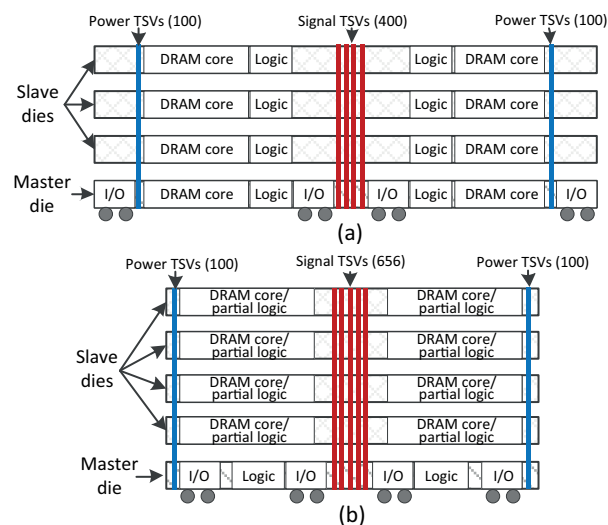 Power TSVs (100) Signal TSVs (400) Power TSVs (100)
DRAM core Logic Logic DRAM core
Slave
dies
DRAM core Logic Logic DRAM core
DRAM core Logic Logic DRAM core
Master
die
I/O DRAM core Logic I/O I/O Logic DRAM core I/O
(a)
Power TSVs (100) Signal TSVs (656) Power TSVs (100)
DRAM core/ DRAM core/
partial logic partial logic
Slave
dies
DRAM core/ DRAM core/
partial logic partial logic
DRAM core/ DRAM core/
partial logic partial logic
DRAM core/ DRAM core/
partial logic partial logic
Master
die
I/O Logic I/O I/O Logic I/O
(b)